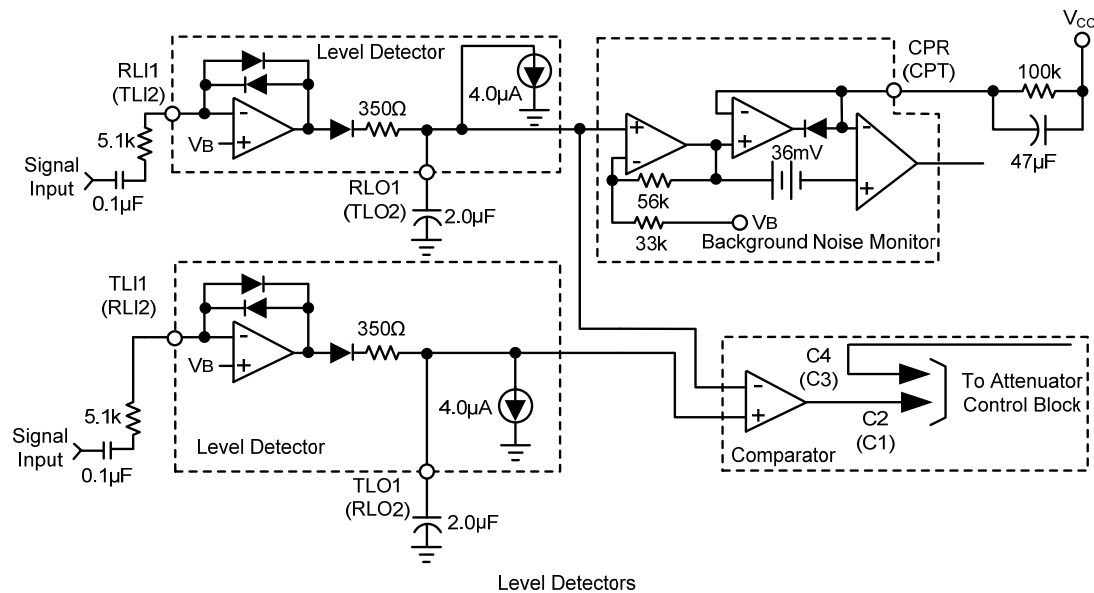 Level Detector
RLI1
(TLI2)
5.1k
Signal
Input
0.1µF
VB
350Ω
4.0µA
RLO1
(TLO2)
2.0µF
CPR
(CPT)
VCC
100k
47µF
36mV
56k
33k
VB
Background Noise Monitor
TLI1
(RLI2)
5.1k
Signal
Input
0.1µF
VB
350Ω
4.0µA
Level Detector
TLO1
(RLO2)
2.0µF
C4
(C3)
C2
(C1)
To Attenuator
Control Block
Comparator
Level Detectors